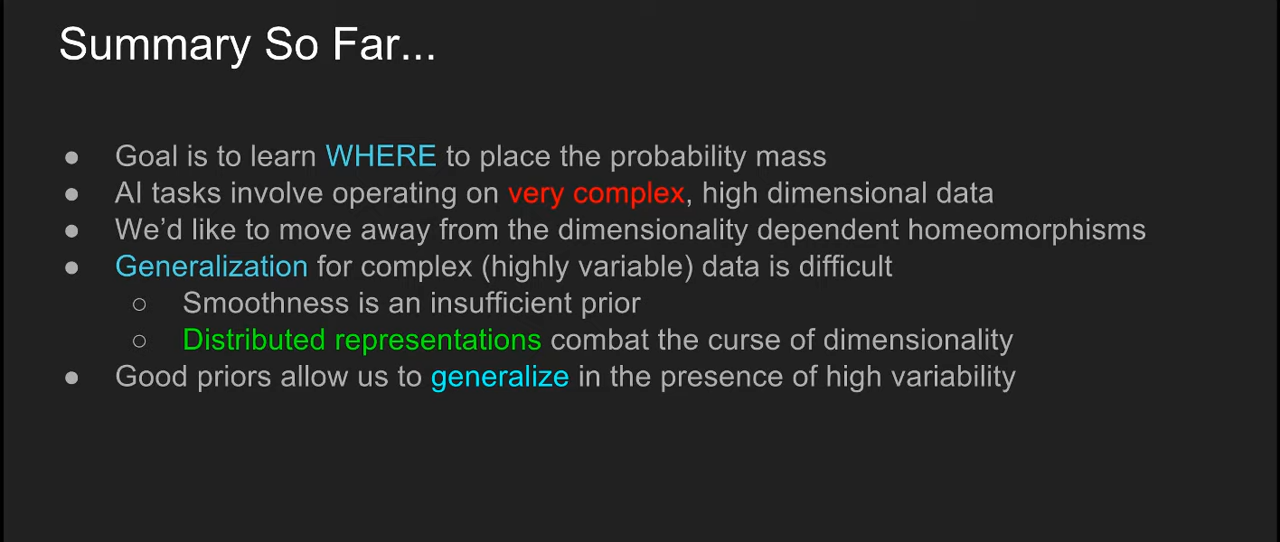 Summary So Far...
● Goal is to learn WHERE to place the probability mass
● AI tasks involve operating on very complex, high dimensional data
● We’d like to move away from the dimensionality dependent homeomorphisms
● Generalization for complex (highly variable) data is difficult
○ Smoothness is an insufficient prior
○ Distributed representations combat the curse of dimensionality
● Good priors allow us to generalize in the presence of high variability